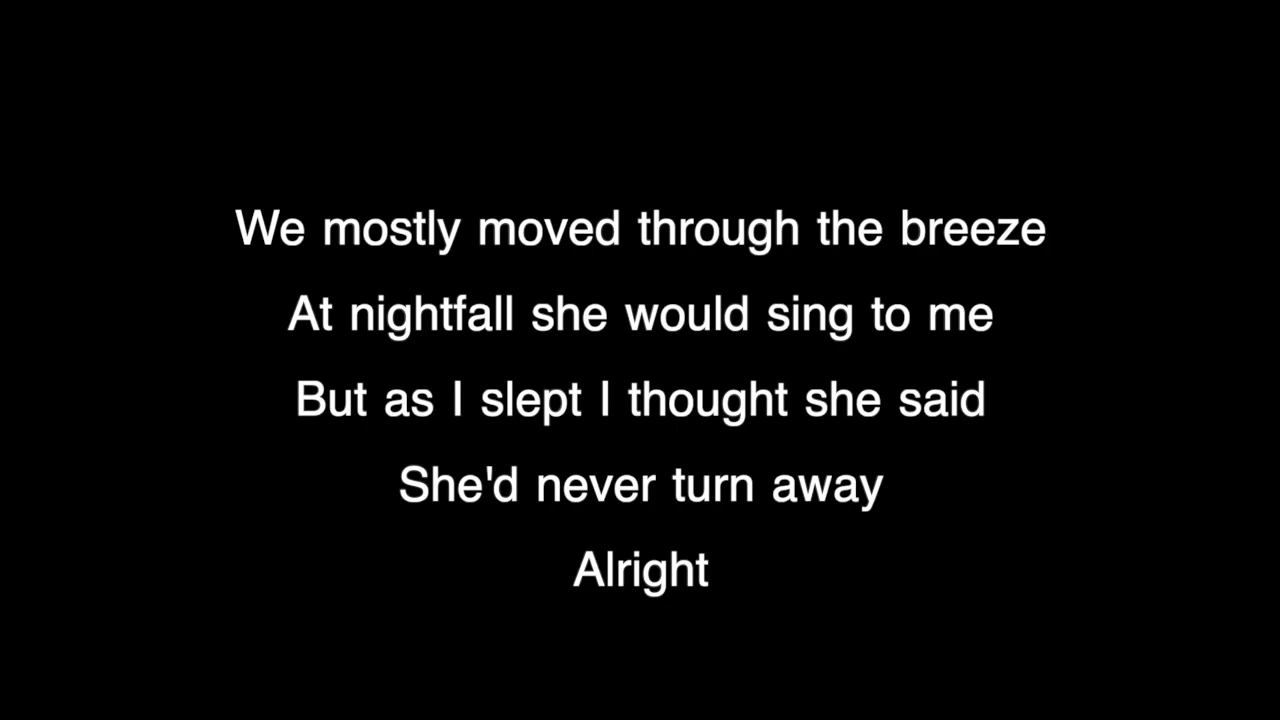 We mostly moved through the breeze
At nightfall she would sing to me
But as I slept I thought she said
She'd never turn away
Alright